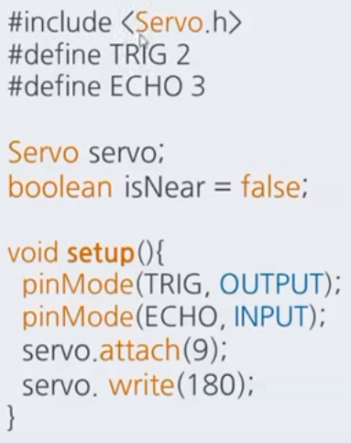 #include <Servo.h>
#define TRIG 2
#define ECHO 3
Servo servo;
boolean isNear = false;
void setup(){
pinMode(TRIG, OUTPUT);
pinMode(ECHO, INPUT);
servo.attach(9);
servo. write(180);
}